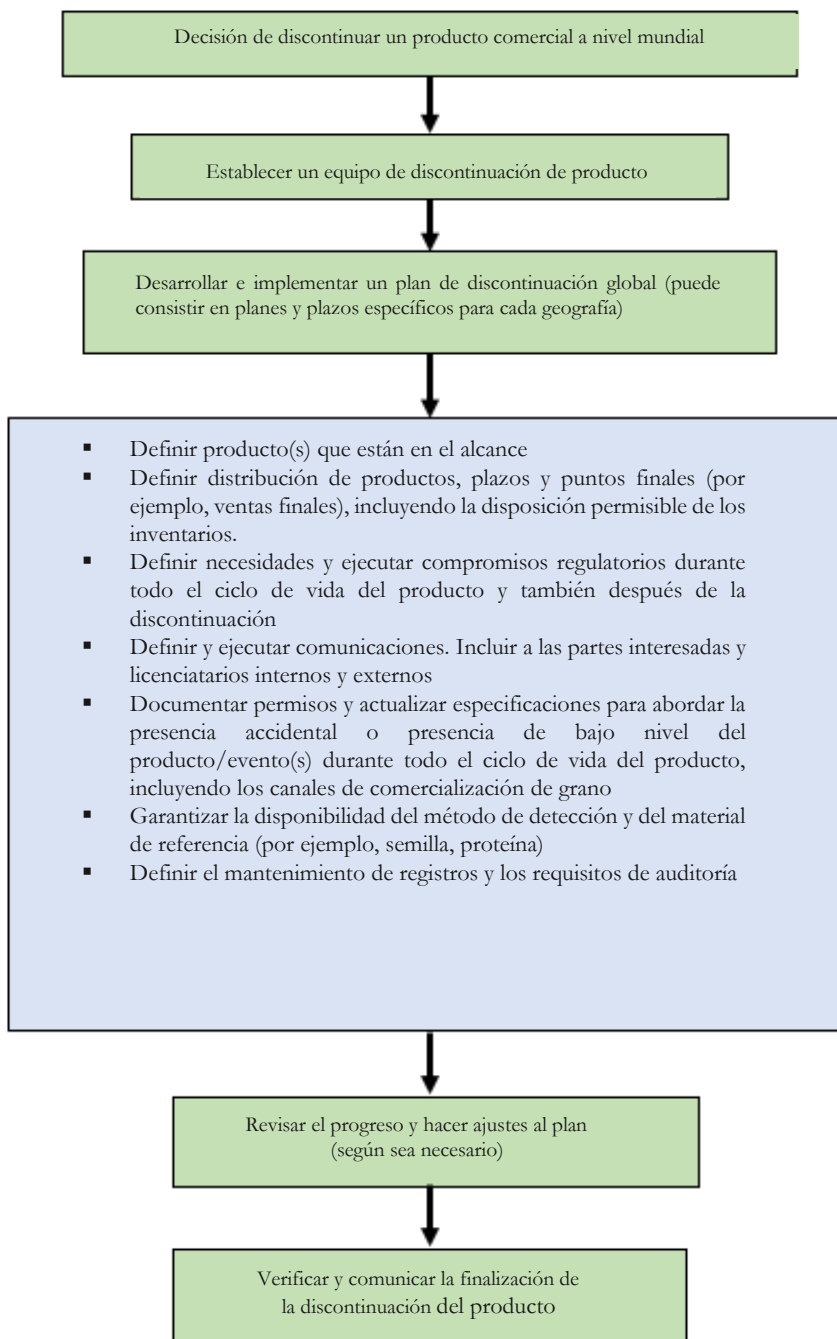 Decisión de discontinuar un producto comercial a nivel mundial
Establecer un equipo de discontinuación de producto
Desarrollar e implementar un plan de discontinuación global (puede
consistir en planes y plazos específicos para cada geografía)
▪ Definir producto(s) que están en el alcance
▪ Definir distribución de productos, plazos y puntos finales (por
ejemplo, ventas finales), incluyendo la disposición permisible de los
inventarios.
▪ Definir necesidades y ejecutar compromisos regulatorios durante
todo el ciclo de vida del producto y también después de la
discontinuación
▪ Definir y ejecutar comunicaciones. Incluir a las partes interesadas y
licenciatarios internos y externos
▪ Documentar permisos y actualizar especificaciones para abordar la
presencia accidental o presencia de bajo nivel del
producto/evento(s) durante todo el ciclo de vida del producto,
incluyendo los canales de comercialización de grano
▪ Garantizar la disponibilidad del método de detección y del material
de referencia (por ejemplo, semilla, proteína)
▪ Definir el mantenimiento de registros y los requisitos de auditoría
Revisar el progreso y hacer ajustes al plan
(según sea necesario)
Verificar y comunicar la finalización de
la discontinuación del producto